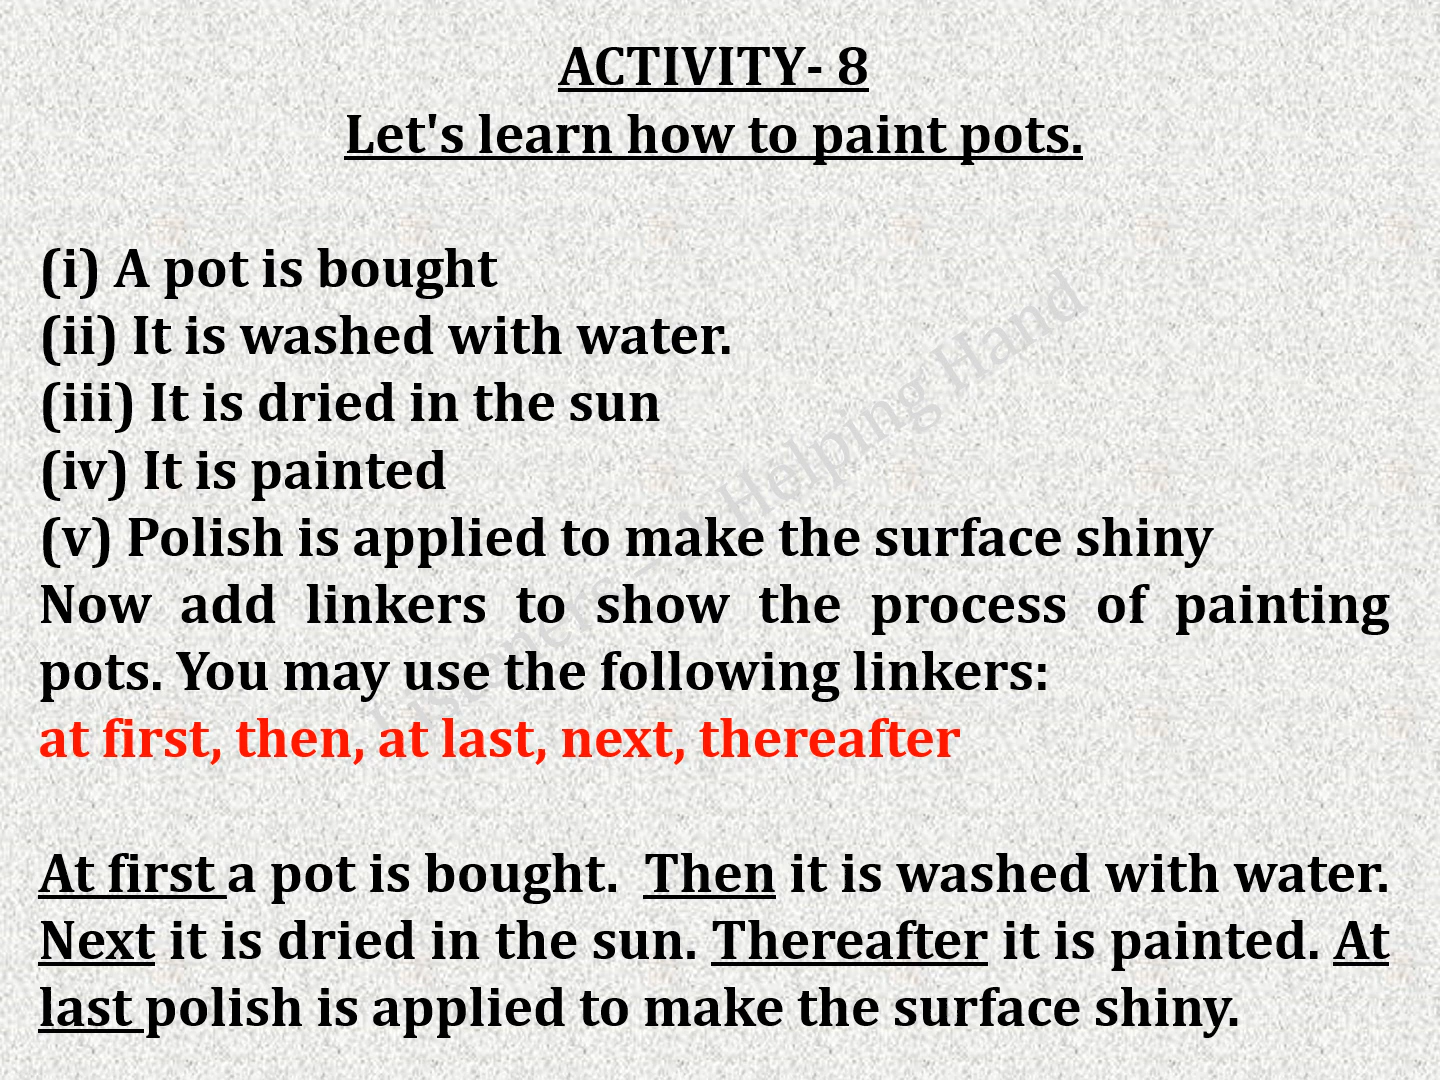 ACTIVITY- 8
Let's learn how to paint pots.
(i) A pot is bought
(ii) It is washed with water.
(iii) It is dried in the sun
(iv) It is painted
(v) Polish is applied to make the surface shiny
Now add linkers to show the process of painting
pots. You may use the following linkers:
at first, then, at last, next, thereafter
At first a pot is bought. Then it is washed with water.
Next it is dried in the sun. Thereafter it is painted. At
last polish is applied to make the surface shiny.
Helping Hand